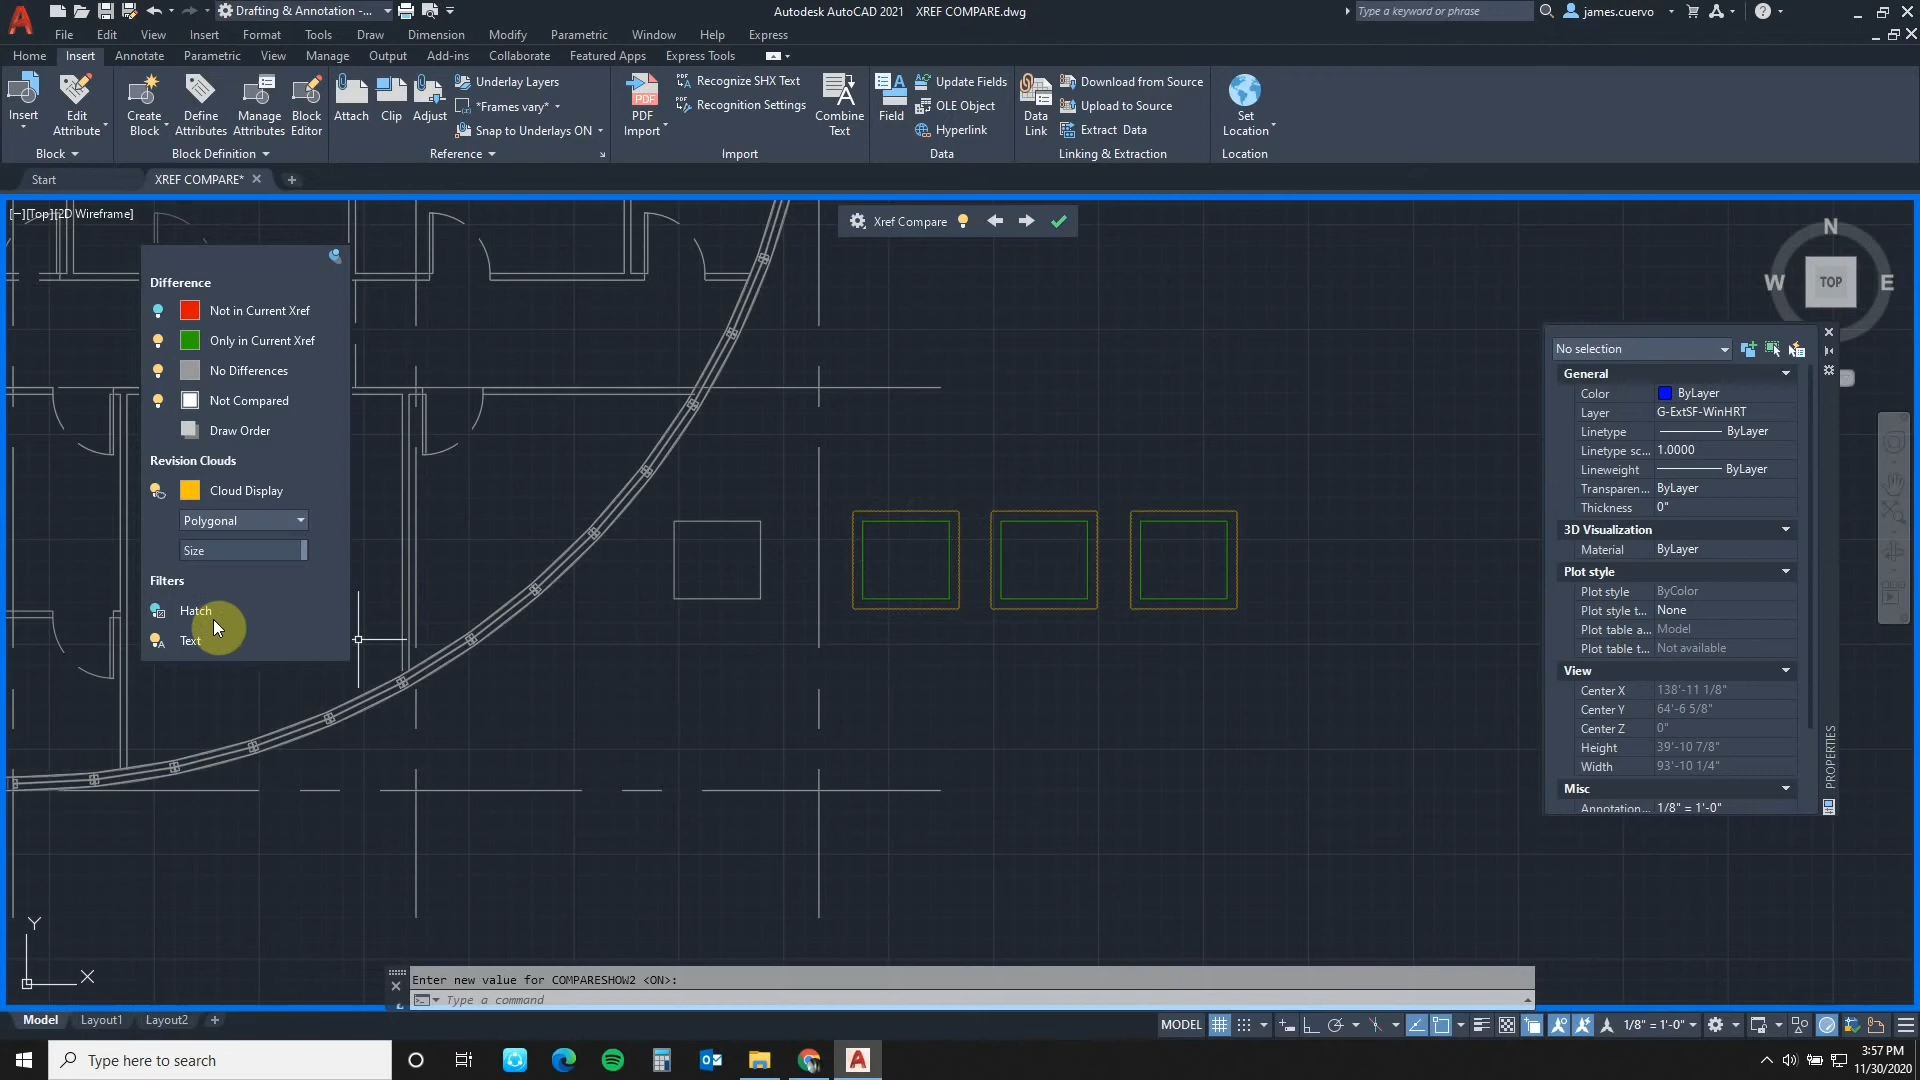 Drafting & Annotation -...
Autodesk AutoCAD 2021 XREF COMPARE.dwg
Type a keyword or phrase
james.cuervo
File Edit View Insert Format Tools Draw Dimension Modify Parametric Window Help Express
Home Insert Annotate Parametric View Manage Output Add-ins Collaborate Featured Apps Express Tools
Insert
Edit Attribute
Block
Create Block
Define Attributes
Manage Attributes
Block Editor
Block Definition
Attach
Clip
Adjust
Underlay Layers
*Frames vary*
Snap to Underlays ON
Reference
PDF
PDF Import
Recognize SHX Text
Recognition Settings
Combine Text
Import
Field
Update Fields
OLE Object
Hyperlink
Data
Data Link
Download from Source
Upload to Source
Extract Data
Linking & Extraction
Set Location
Location
Start
XREF COMPARE*
[−][Top][2D Wireframe]
Xref Compare
N
W
TOP
E
Difference
Not in Current Xref
Only in Current Xref
No Differences
Not Compared
Draw Order
Revision Clouds
Cloud Display
Polygonal
Size
Filters
Hatch
Text
No selection
General
Color ByLayer
Layer G-ExtSF-WinHRT
Linetype ByLayer
Linetype sc... 1.0000
Lineweight ByLayer
Transparen... ByLayer
Thickness 0"
3D Visualization
Material ByLayer
Plot style
Plot style ByColor
Plot style t... None
Plot table a... Model
Plot table t... Not available
View
Center X 138'-11 1/8"
Center Y 64'-6 5/8"
Center Z 0"
Height 39'-10 7/8"
Width 93'-10 1/4"
Misc
Annotation... 1/8" = 1'-0"
PROPERTIES
Y
X
Enter new value for COMPARESHOW2 <ON>:
Type a command
Model Layout1 Layout2
MODEL
1/8" = 1'-0"
Type here to search
3:57 PM
11/30/2020